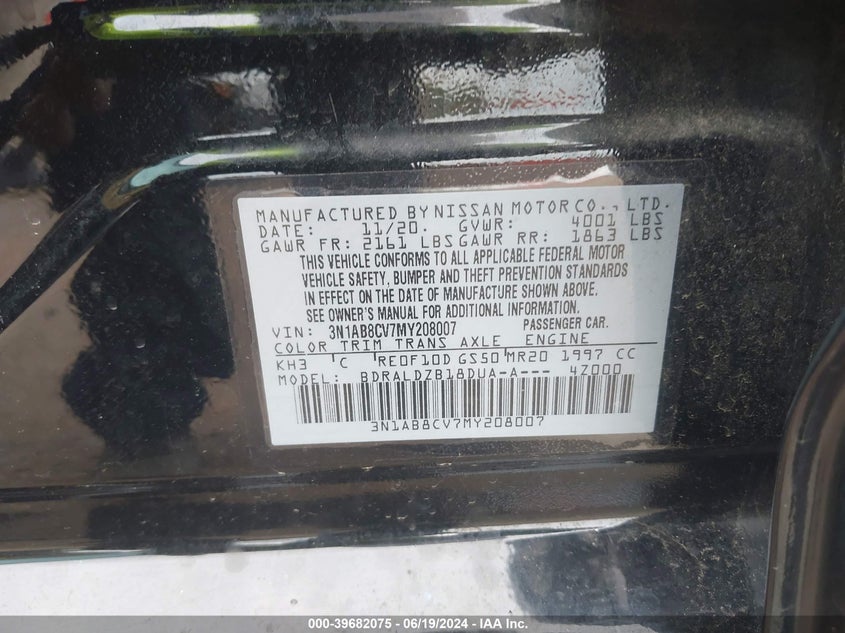 MANUFACTURED BY NISSAN MOTOR CO., LTD.
DATE: 11/20. GVWR: 4001 LBS
GAWR FR: 2161 LBS GAWR RR: 1863 LBS
THIS VEHICLE CONFORMS TO ALL APPLICABLE FEDERAL MOTOR
VEHICLE SAFETY, BUMPER AND THEFT PREVENTION STANDARDS
IN EFFECT ON THE DATE OF MANUFACTURE SHOWN ABOVE.
SEE OWNER'S MANUAL FOR ADDITIONAL INFORMATION.
VIN: 3N1AB8CV7MY208007 PASSENGER CAR.
COLOR TRIM TRANS AXLE ENGINE
KH3 'C 'RE0F10D GS50 MR20 1997 CC
MODEL: BDRALDZB18DUA-A--- 4Z000
3N1AB8CV7MY208007
000-39682075 - 06/19/2024 - IAA Inc.